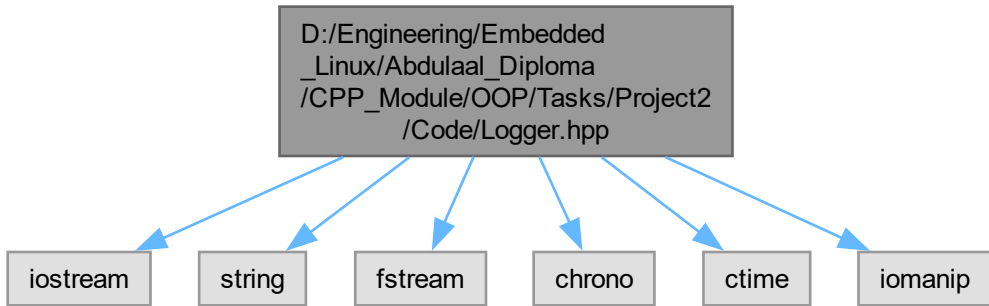 D:/Engineering/Embedded
_Linux/Abdulaal_Diploma
/CPP_Module/OOP/Tasks/Project2
/Code/Logger.hpp
iostream
string
fstream
chrono
ctime
iomanip